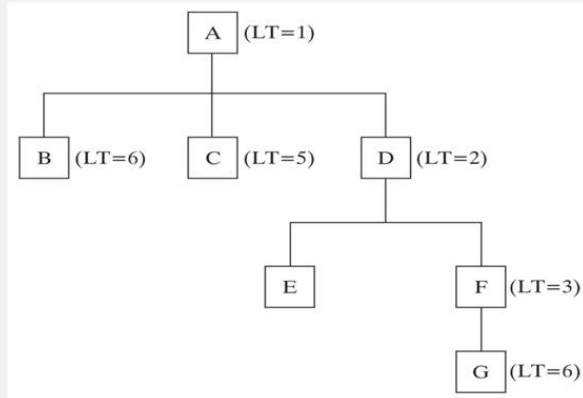 A (LT=1)
B (LT=6) C (LT=5) D (LT=2)
E F (LT=3)
G (LT=6)